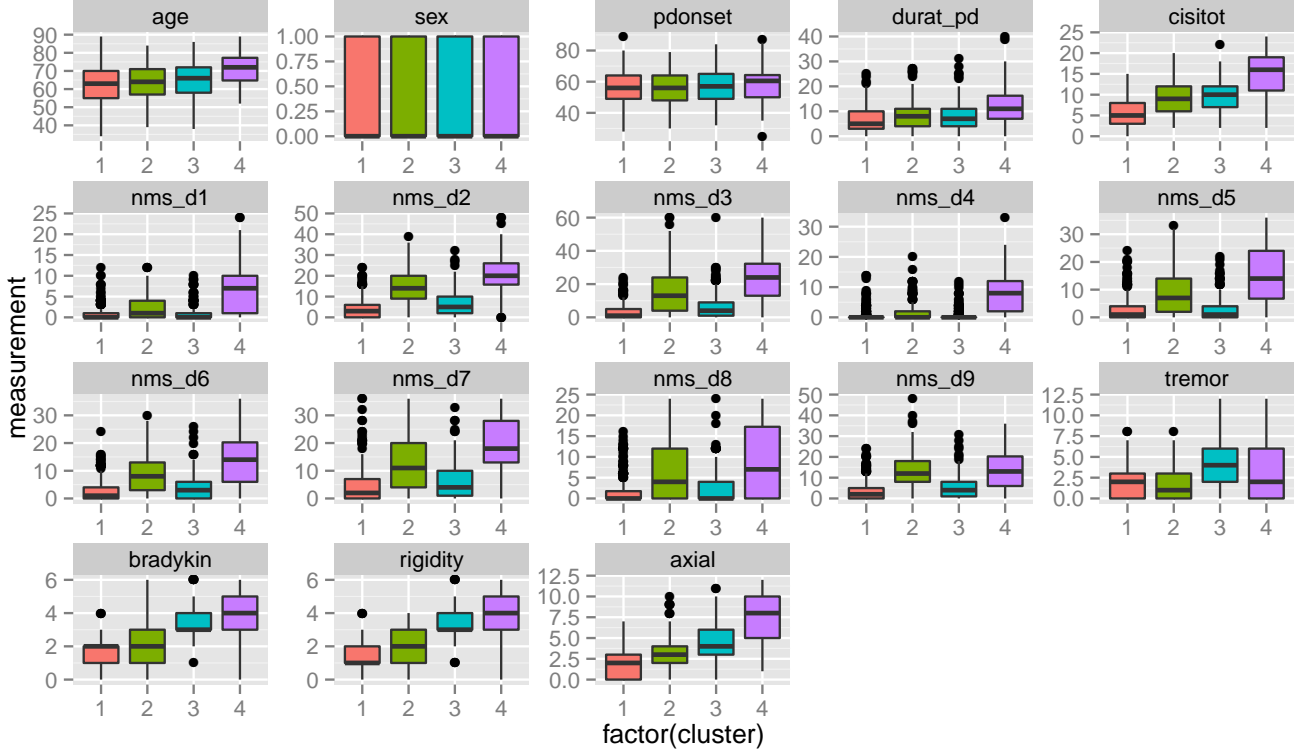 age sex pdonset durat_pd cisitot
90 80 70 60 50 40
1.00 0.75 0.50 0.25 0.00
80 60 40
40 30 20 10 0
25 20 15 10 5 0
1 2 3 4 1 2 3 4 1 2 3 4 1 2 3 4 1 2 3 4
nms_d1 nms_d2 nms_d3 nms_d4 nms_d5
25 20 15 10 5 0
50 40 30 20 10 0
60 40 20 0
30 20 10 0
30 20 10 0
1 2 3 4 1 2 3 4 1 2 3 4 1 2 3 4 1 2 3 4
measurement
nms_d6 nms_d7 nms_d8 nms_d9 tremor
30 20 10 0
30 20 10 0
25 20 15 10 5 0
50 40 30 20 10 0
12.5 10.0 7.5 5.0 2.5 0.0
1 2 3 4 1 2 3 4 1 2 3 4 1 2 3 4 1 2 3 4
bradykin rigidity axial
6 4 2 0
6 4 2 0
12.5 10.0 7.5 5.0 2.5 0.0
1 2 3 4 1 2 3 4 1 2 3 4
factor(cluster)